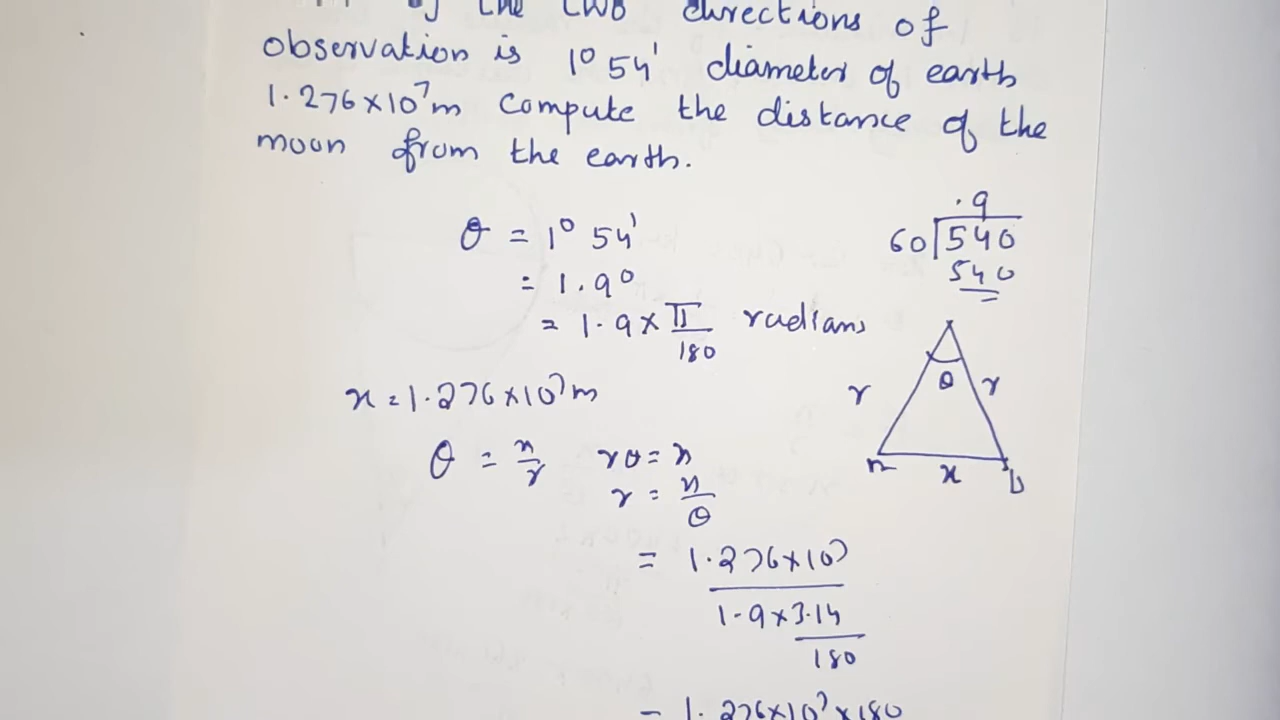 the two directions of
observation is 1° 54' diameter of earth
1.276×10⁷m compute the distance of the
moon from the earth.
θ = 1° 54'
= 1.9°
= 1.9 × π/180 radians
.9
60)540
540
θ
r
r
x
b
x = 1.276×10⁷m
θ = x/r rθ = x
r = x/θ
= 1.276×10⁷
1.9×3.14
180
= 1.276×10⁷×180